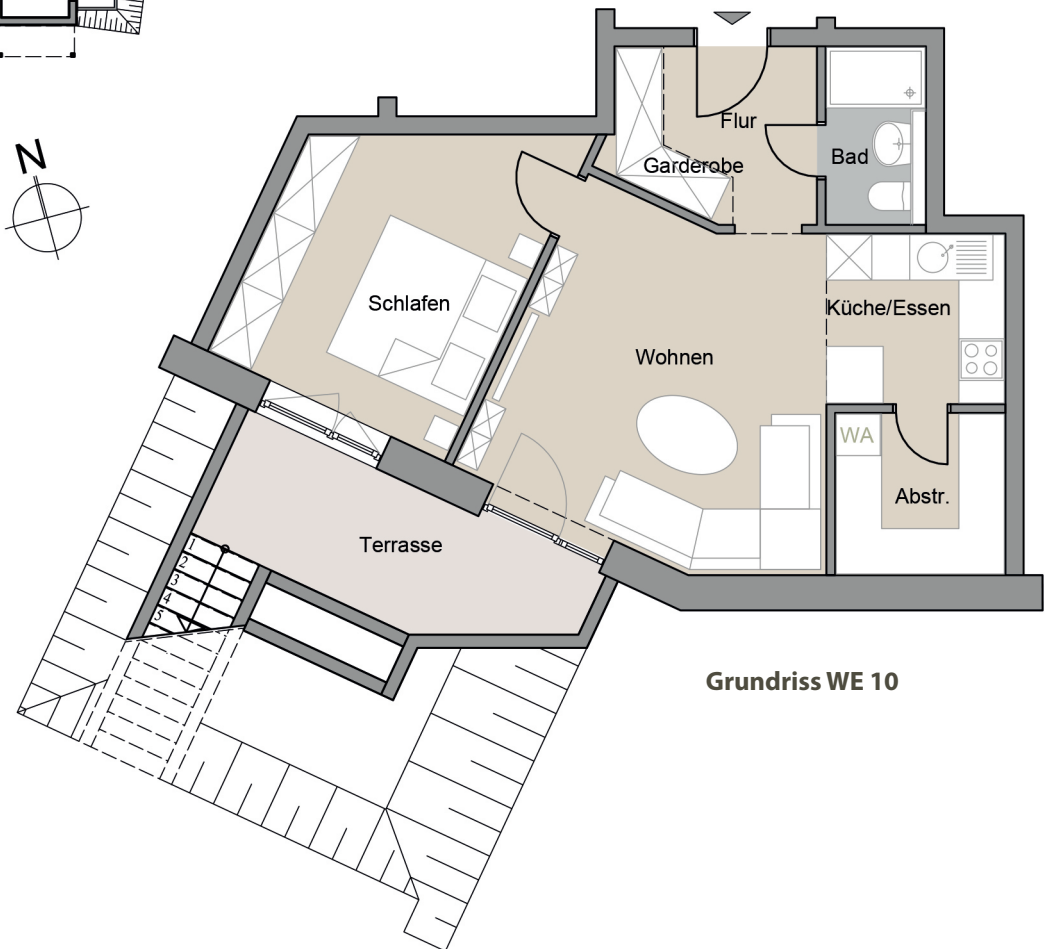 N
Flur
Garderobe
Bad
Schlafen
Küche/Essen
Wohnen
WA
Abstr.
Terrasse
1
2
3
4
5
Grundriss WE 10